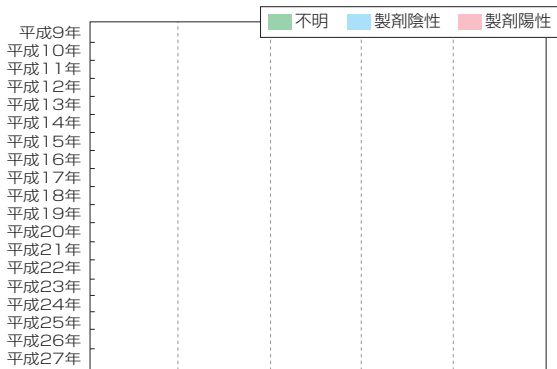 不明 製剤陰性 製剤陽性
平成9年
平成10年
平成11年
平成12年
平成13年
平成14年
平成15年
平成16年
平成17年
平成18年
平成19年
平成20年
平成21年
平成22年
平成23年
平成24年
平成25年
平成26年
平成27年